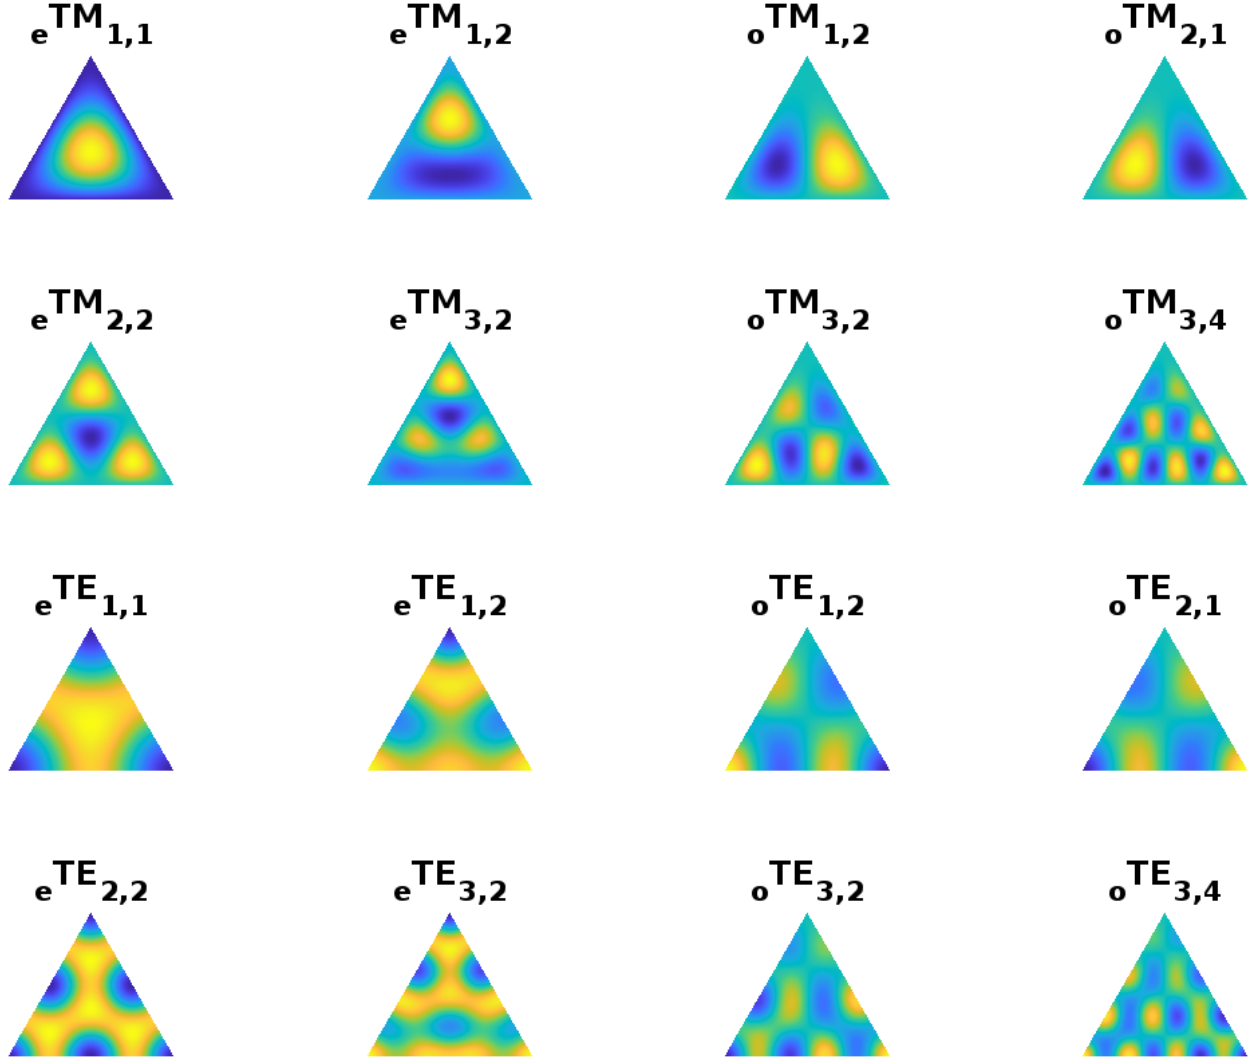 eTM1,1 eTM1,2 oTM1,2 oTM2,1
eTM2,2 eTM3,2 oTM3,2 oTM3,4
eTE1,1 eTE1,2 oTE1,2 oTE2,1
eTE2,2 eTE3,2 oTE3,2 oTE3,4